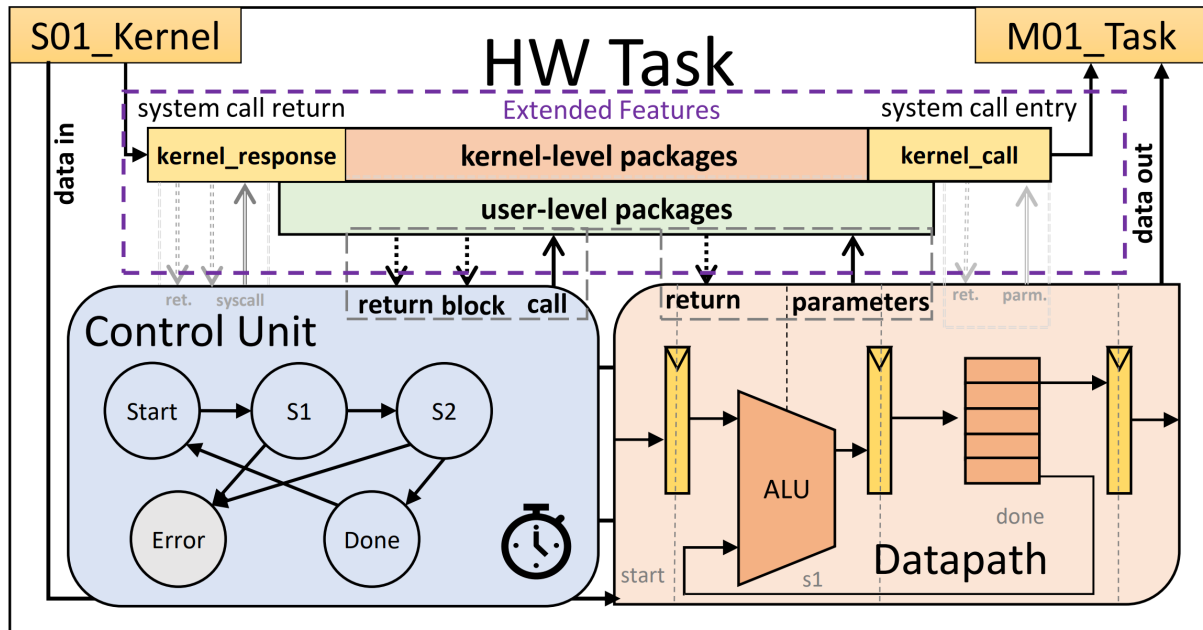 S01_Kernel
HW Task
M01_Task
system call return
Extended Features
system call entry
kernel_response
kernel-level packages
kernel_call
user-level packages
data in
data out
ret.
syscall
return
block
call
return
parameters
ret.
parm.
Control Unit
Start
S1
S2
Error
Done
ALU
done
Datapath
start
s1